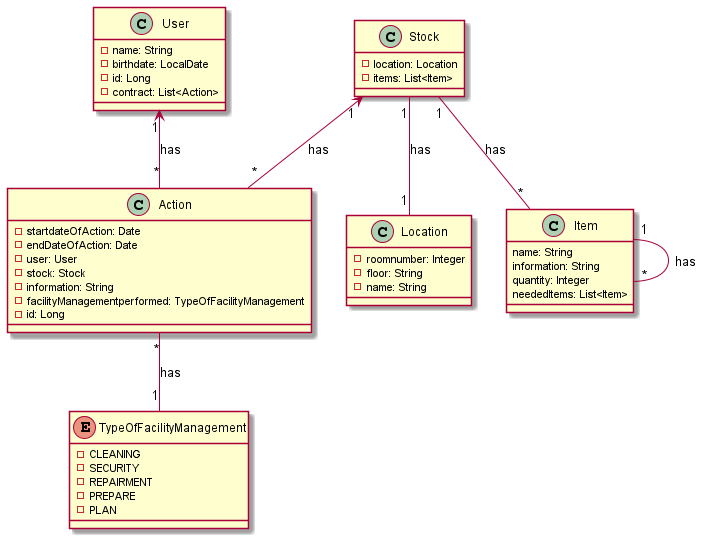 C User
name: String
birthdate: LocalDate
id: Long
contract: List<Action>
C Stock
location: Location
items: List<Item>
1
has
*
1
has
*
1
has
1
1
has
*
C Action
startdateOfAction: Date
endDateOfAction: Date
user: User
stock: Stock
information: String
facilityManagementperformed: TypeOfFacilityManagement
id: Long
C Location
roomnumber: Integer
floor: String
name: String
C Item
name: String
information: String
quantity: Integer
neededItems: List<Item>
1
has
*
*
has
1
E TypeOfFacilityManagement
CLEANING
SECURITY
REPAIRMENT
PREPARE
PLAN